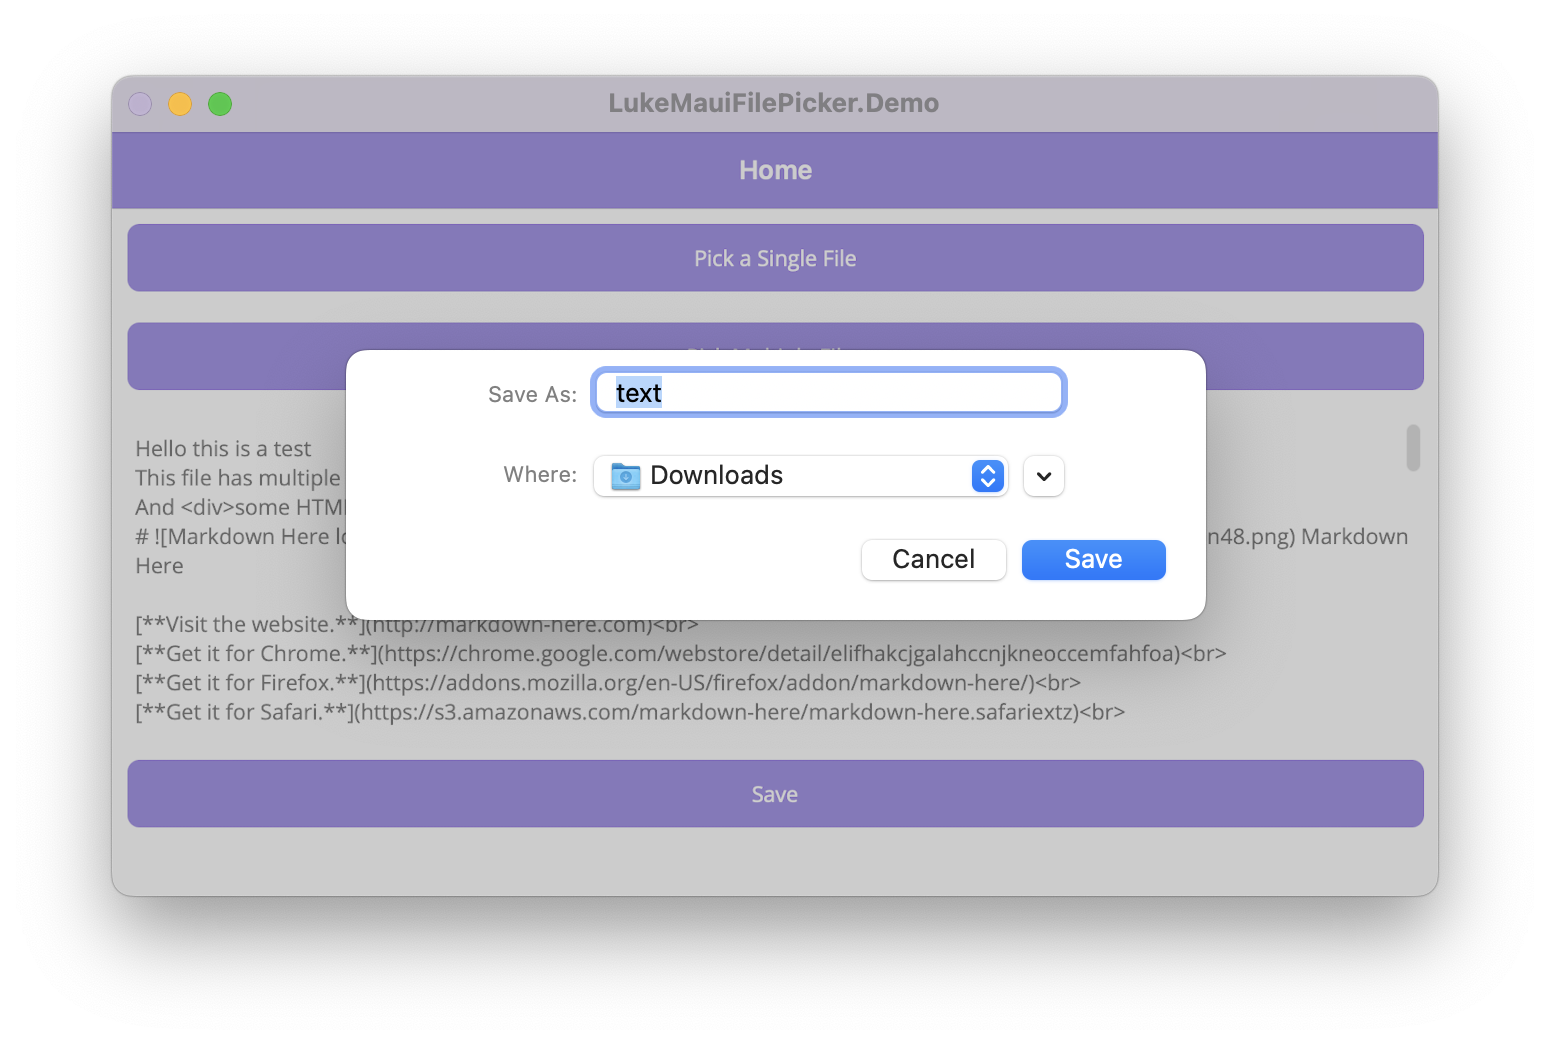 LukeMauiFilePicker.Demo
Home
Pick a Single File
Save As: text
Where: Downloads
Cancel Save
Hello this is a test
This file has multiple
And <div>some HTM
# ![Markdown Here n48.png) Markdown
Here
[**Visit the website.**](http://markdown-here.com)<br>
[**Get it for Chrome.**](https://chrome.google.com/webstore/detail/elifhakcjgalahccnjkneoccemfahfoa)<br>
[**Get it for Firefox.**](https://addons.mozilla.org/en-US/firefox/addon/markdown-here/)<br>
[**Get it for Safari.**](https://s3.amazonaws.com/markdown-here/markdown-here.safariextz)<br>
Save